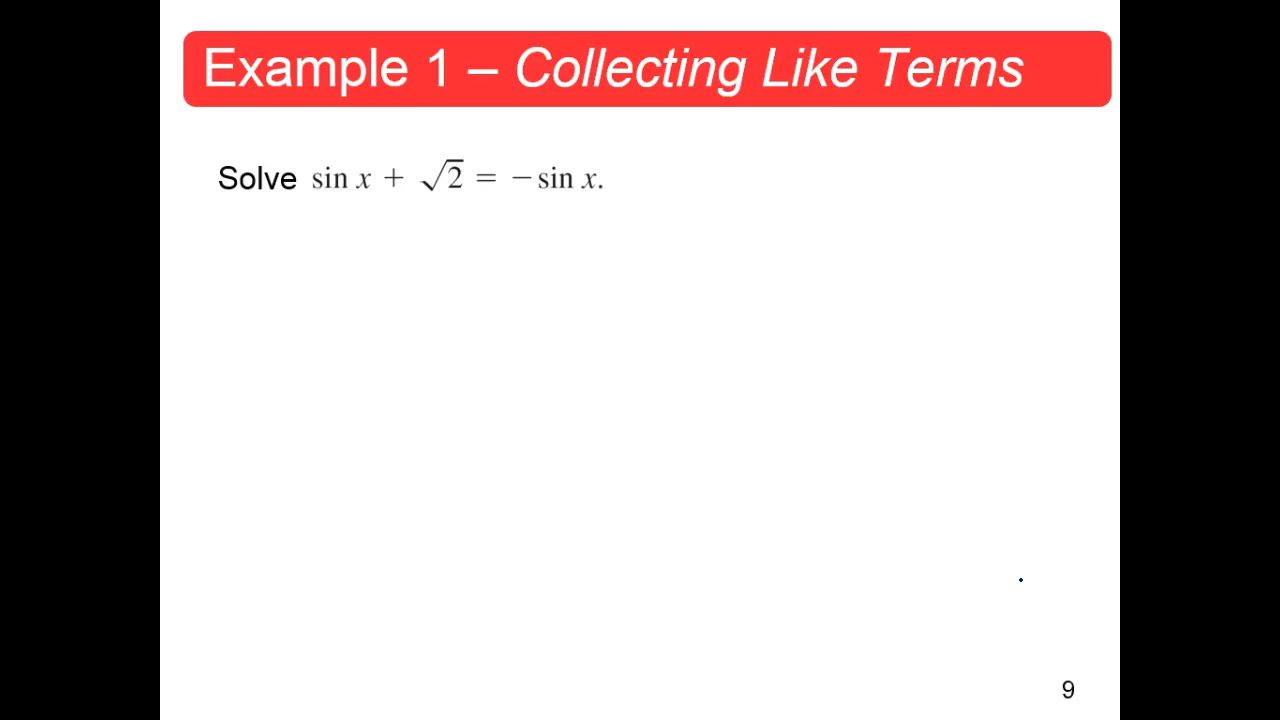 Example 1 – Collecting Like Terms
Solve sin x + √2 = −sin x.
9